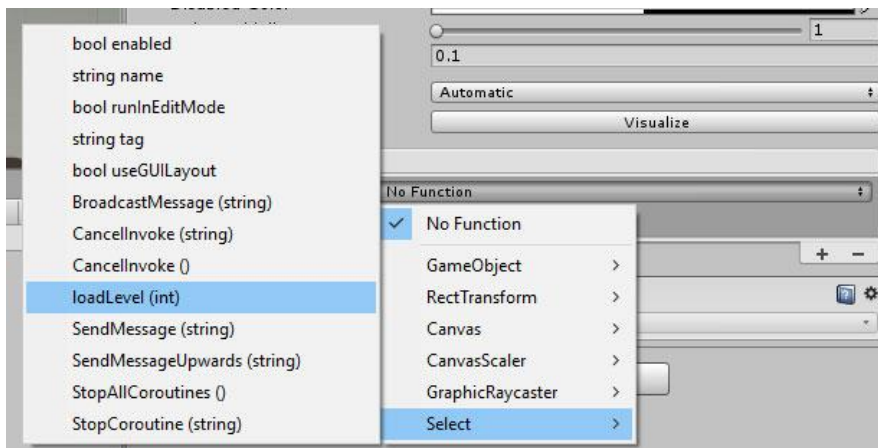 bool enabled
string name
bool runInEditMode
string tag
bool useGUILayout
BroadcastMessage (string)
CancelInvoke (string)
CancelInvoke ()
loadLevel (int)
SendMessage (string)
SendMessageUpwards (string)
StopAllCoroutines ()
StopCoroutine (string)
1
0.1
Automatic
Visualize
No Function
No Function
GameObject
RectTransform
Canvas
CanvasScaler
GraphicRaycaster
Select